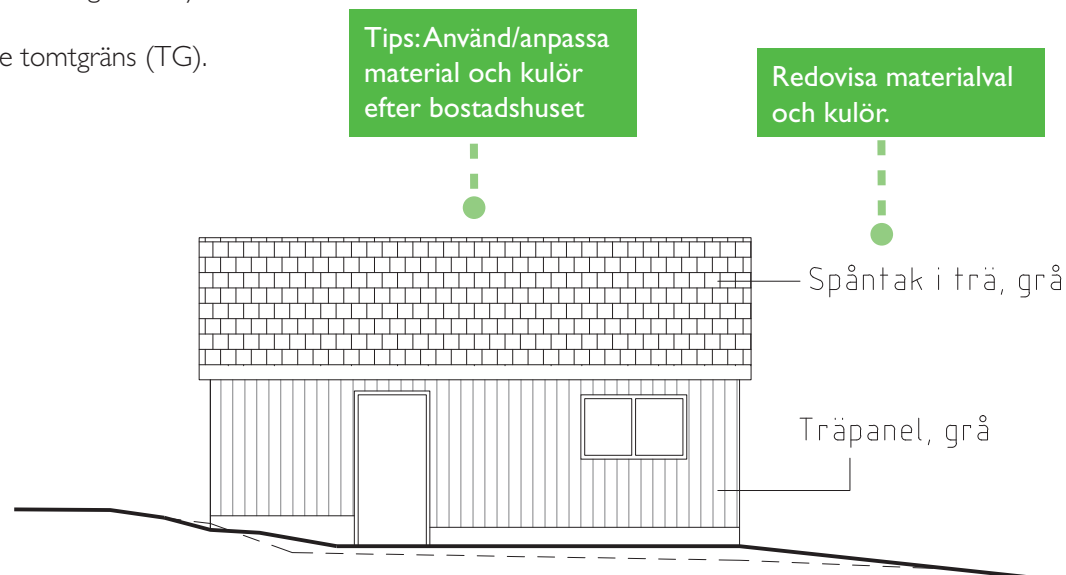 e tomtgräns (TG).
Tips: Använd/anpassa
material och kulör
efter bostadshuset
Redovisa materialval
och kulör.
Spåntak i trä, grå
Träpanel, grå